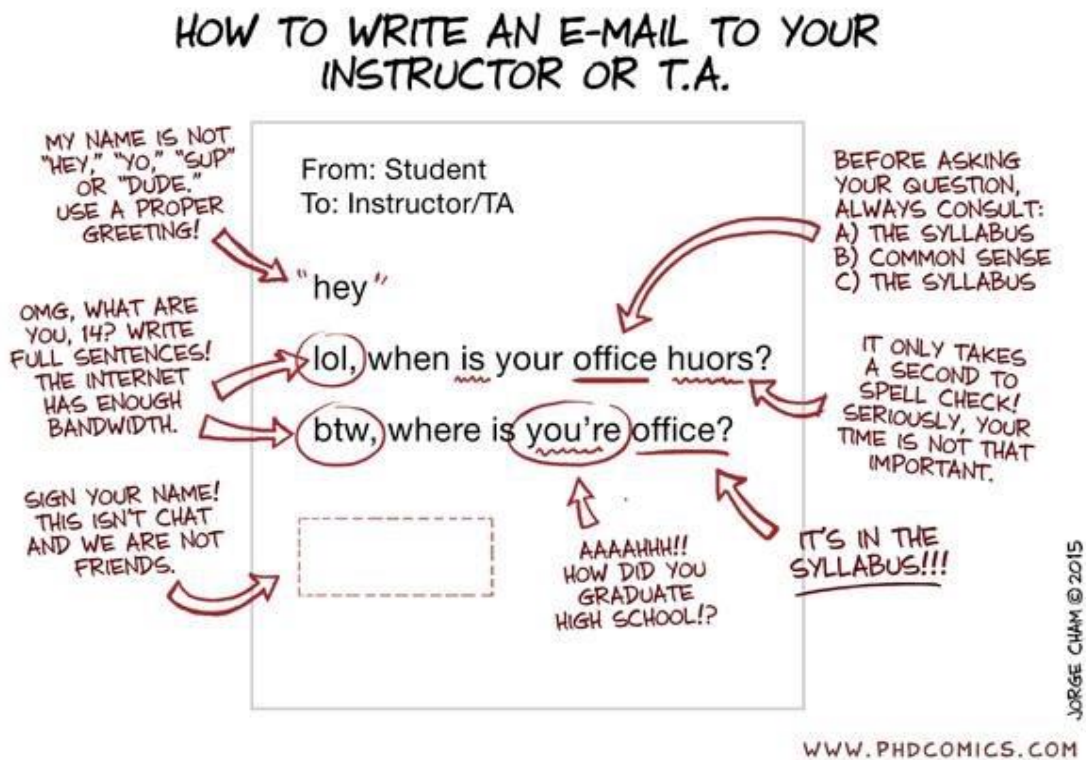 HOW TO WRITE AN E-MAIL TO YOUR
INSTRUCTOR OR T.A.
MY NAME IS NOT
"HEY," "YO," "SUP"
OR "DUDE."
USE A PROPER
GREETING!
From: Student
To: Instructor/TA
BEFORE ASKING
YOUR QUESTION,
ALWAYS CONSULT:
A) THE SYLLABUS
B) COMMON SENSE
C) THE SYLLABUS
"hey"
OMG, WHAT ARE
YOU, 14? WRITE
FULL SENTENCES!
THE INTERNET
HAS ENOUGH
BANDWIDTH.
lol, when is your office huors?
btw, where is you're office?
IT ONLY TAKES
A SECOND TO
SPELL CHECK!
SERIOUSLY, YOUR
TIME IS NOT THAT
IMPORTANT.
SIGN YOUR NAME!
THIS ISN'T CHAT
AND WE ARE NOT
FRIENDS.
AAAAHHH!!
HOW DID YOU
GRADUATE
HIGH SCHOOL!?
IT'S IN THE
SYLLABUS!!!
JORGE CHAM © 2015
WWW.PHDCOMICS.COM